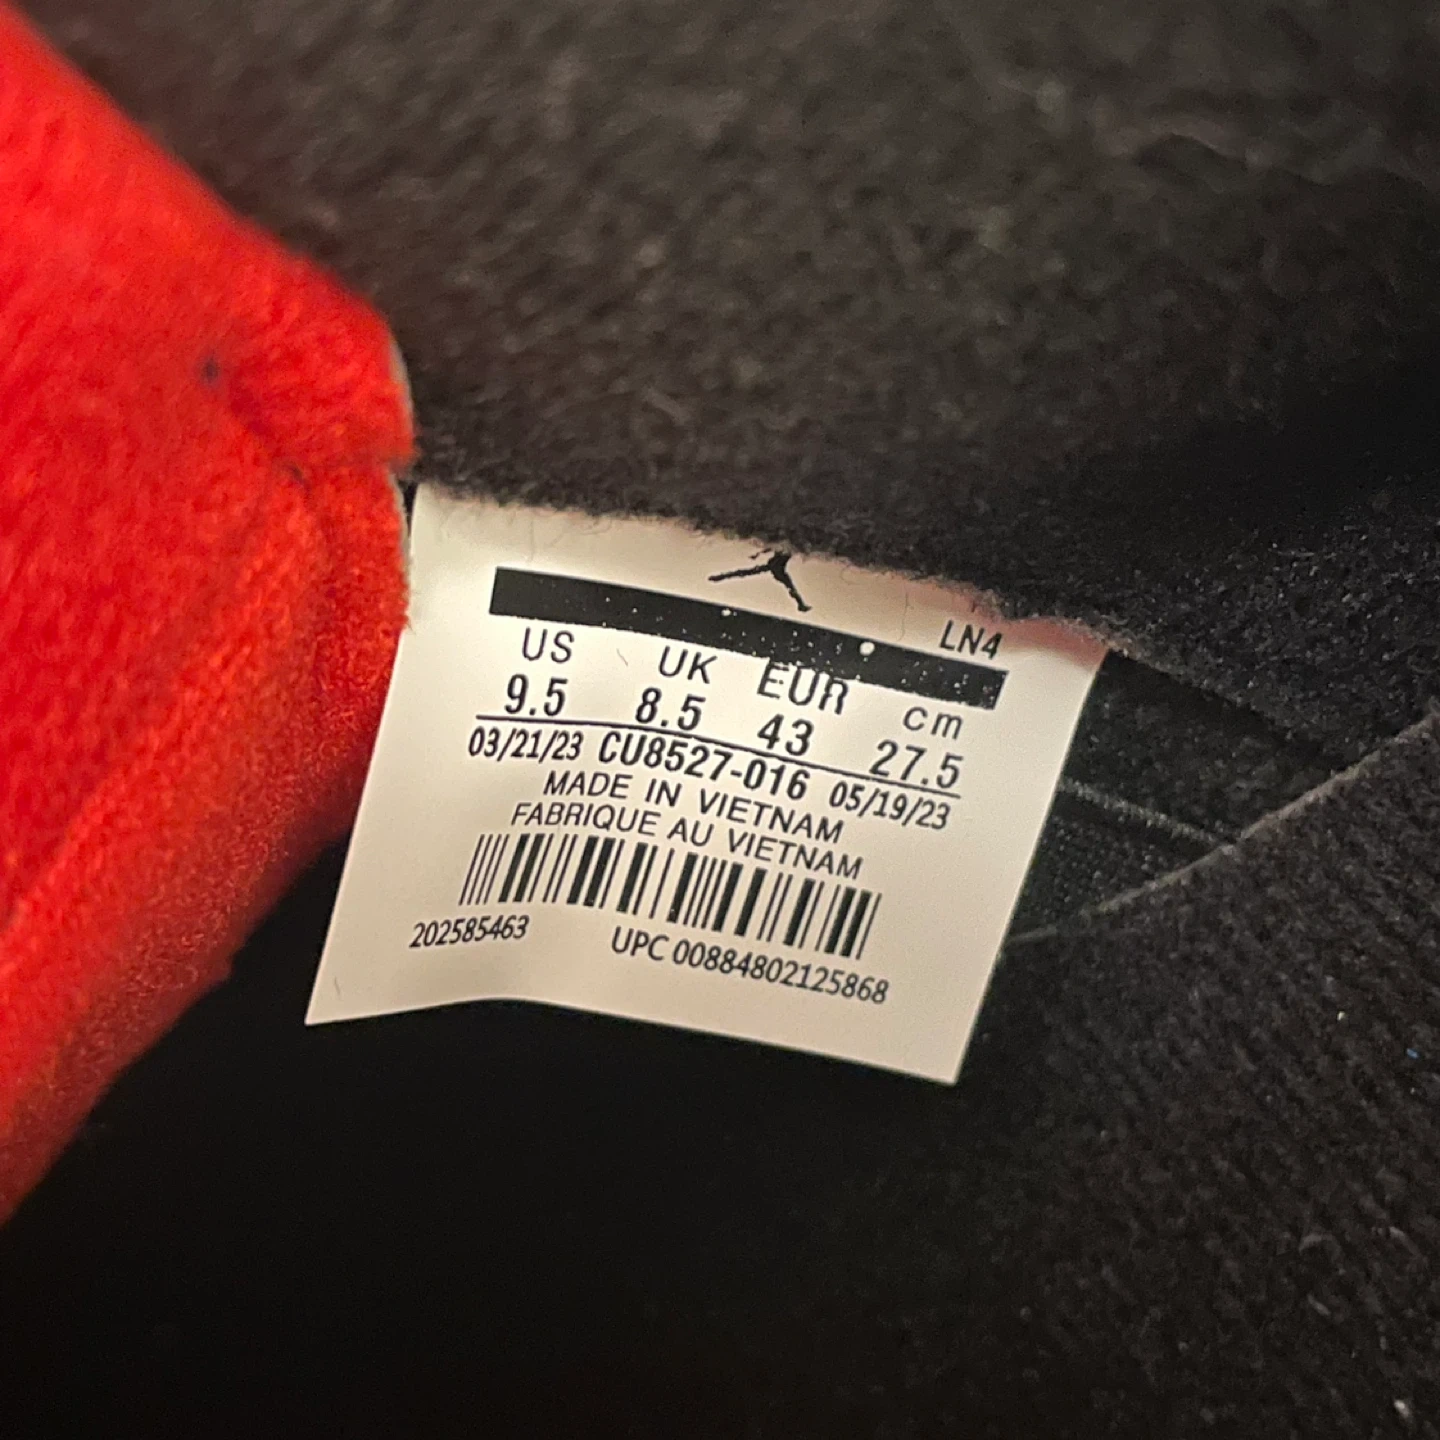 LN4
US UK EUR cm
9.5 8.5 43 27.5
03/21/23 CU8527-016 05/19/23
MADE IN VIETNAM
FABRIQUE AU VIETNAM
202585463 UPC 00884802125868